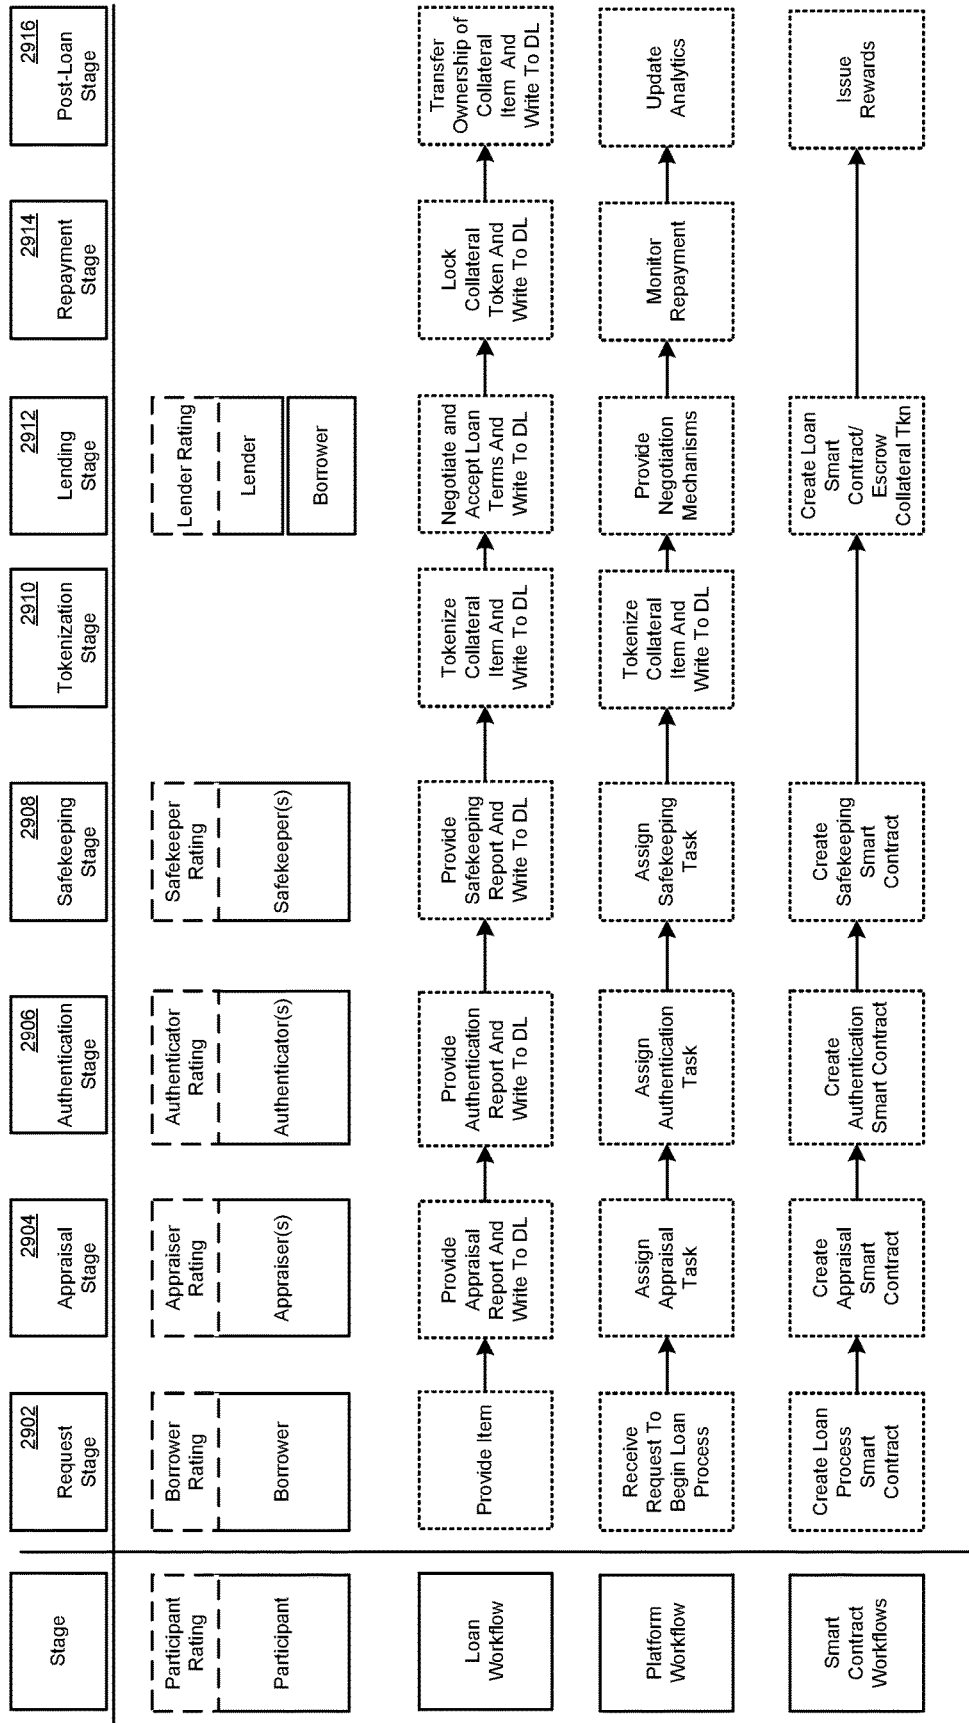 Stage
2902
Request
Stage
2904
Appraisal
Stage
2906
Authentication
Stage
2908
Safekeeping
Stage
2910
Tokenization
Stage
2912
Lending
Stage
2914
Repayment
Stage
2916
Post-Loan
Stage
Participant
Rating
Borrower
Rating
Appraiser
Rating
Authenticator
Rating
Safekeeper
Rating
Lender Rating
Participant
Borrower
Appraiser(s)
Authenticator(s)
Safekeeper(s)
Lender
Borrower
Loan
Workflow
Provide Item
Provide
Appraisal
Report And
Write To DL
Provide
Authentication
Report And
Write To DL
Provide
Safekeeping
Report And
Write To DL
Tokenize
Collateral
Item And
Write To DL
Negotiate and
Accept Loan
Terms And
Write To DL
Lock
Collateral
Token And
Write To DL
Transfer
Ownership of
Collateral
Item And
Write To DL
Platform
Workflow
Receive
Request To
Begin Loan
Process
Assign
Appraisal
Task
Assign
Authentication
Task
Assign
Safekeeping
Task
Tokenize
Collateral
Item And
Write To DL
Provide
Negotiation
Mechanisms
Monitor
Repayment
Update
Analytics
Smart
Contract
Workflows
Create Loan
Process
Smart
Contract
Create
Appraisal
Smart
Contract
Create
Authentication
Smart Contract
Create
Safekeeping
Smart
Contract
Create Loan
Smart
Contract/
Escrow
Collateral Tkn
Issue
Rewards